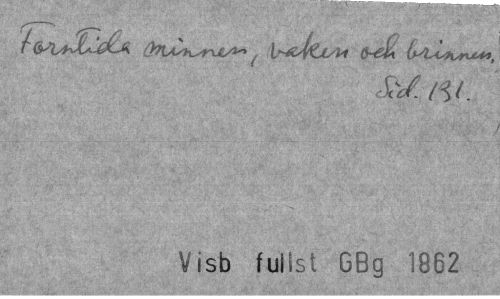 Forntida minnen, vaken och brinnen.
Sid. 131.
Visb fullst GBg 1862